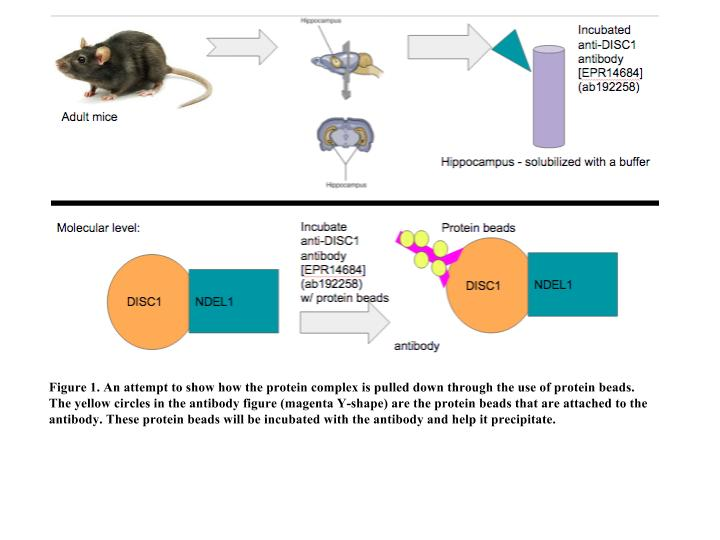 Hippocampus
Incubated
anti-DISC1
antibody
[EPR14684]
(ab192258)
Adult mice
Hippocampus - solubilized with a buffer
Hippocampus
Molecular level:
Incubate
anti-DISC1
antibody
[EPR14684]
(ab192258)
w/ protein beads
Protein beads
DISC1
NDEL1
DISC1
NDEL1
antibody
Figure 1. An attempt to show how the protein complex is pulled down through the use of protein beads.
The yellow circles in the antibody figure (magenta Y-shape) are the protein beads that are attached to the
antibody. These protein beads will be incubated with the antibody and help it precipitate.